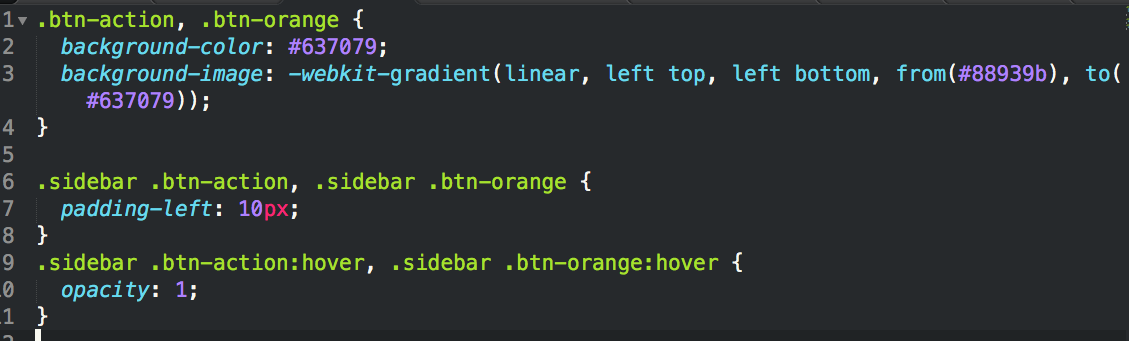 1 .btn-action, .btn-orange {
2 background-color: #637079;
3 background-image: -webkit-gradient(linear, left top, left bottom, from(#88939b), to(
#637079));
4 }
5
6 .sidebar .btn-action, .sidebar .btn-orange {
7 padding-left: 10px;
8 }
9 .sidebar .btn-action:hover, .sidebar .btn-orange:hover {
10 opacity: 1;
11 }